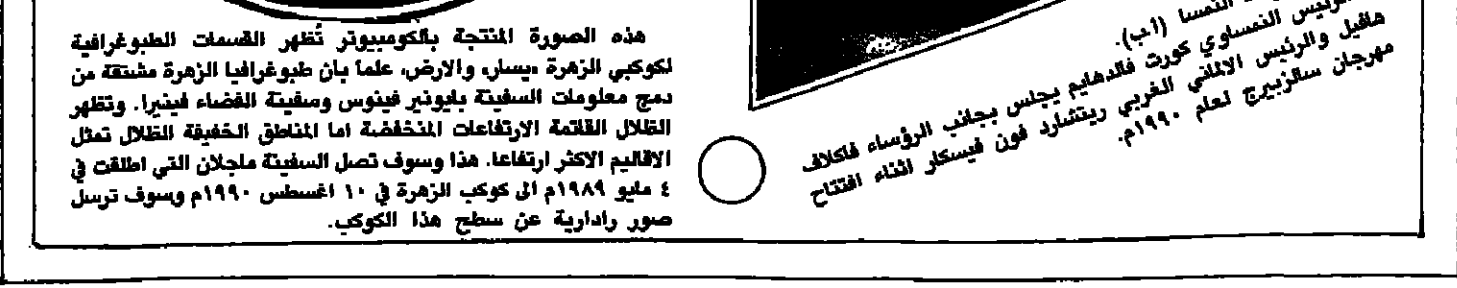 هذه الصورة المنتجة بالكومبيوتر تُظهر القسمات الطبوغرافية
لكوكبي الزهرة «يسار» والارض، علماً بان طبوغرافيا الزهرة مشتقة من
دمج معلومات السفينة بايونير فينوس وسفينة الفضاء فينيرا. وتظهر
الظلال القاتمة الارتفاعات المنخفضة اما المناطق الخفيفة الظلال تمثل
الاقاليم الاكثر ارتفاعا. هذا وسوف تصل السفينة ماجلان التي اطلقت في
٤ مايو ١٩٨٩م الى كوكب الزهرة في ١٠ اغسطس ١٩٩٠م وسوف ترسل
صور رادارية عن سطح هذا الكوكب.
النمسا (أ ب).
الرئيس النمساوي كورت فالدهايم يجلس بجانب الرؤساء فاكلاف
هافيل والرئيس الالماني الغربي ريتشارد فون فيسكار اثناء افتتاح
مهرجان سالزبيرج لعام ١٩٩٠م.